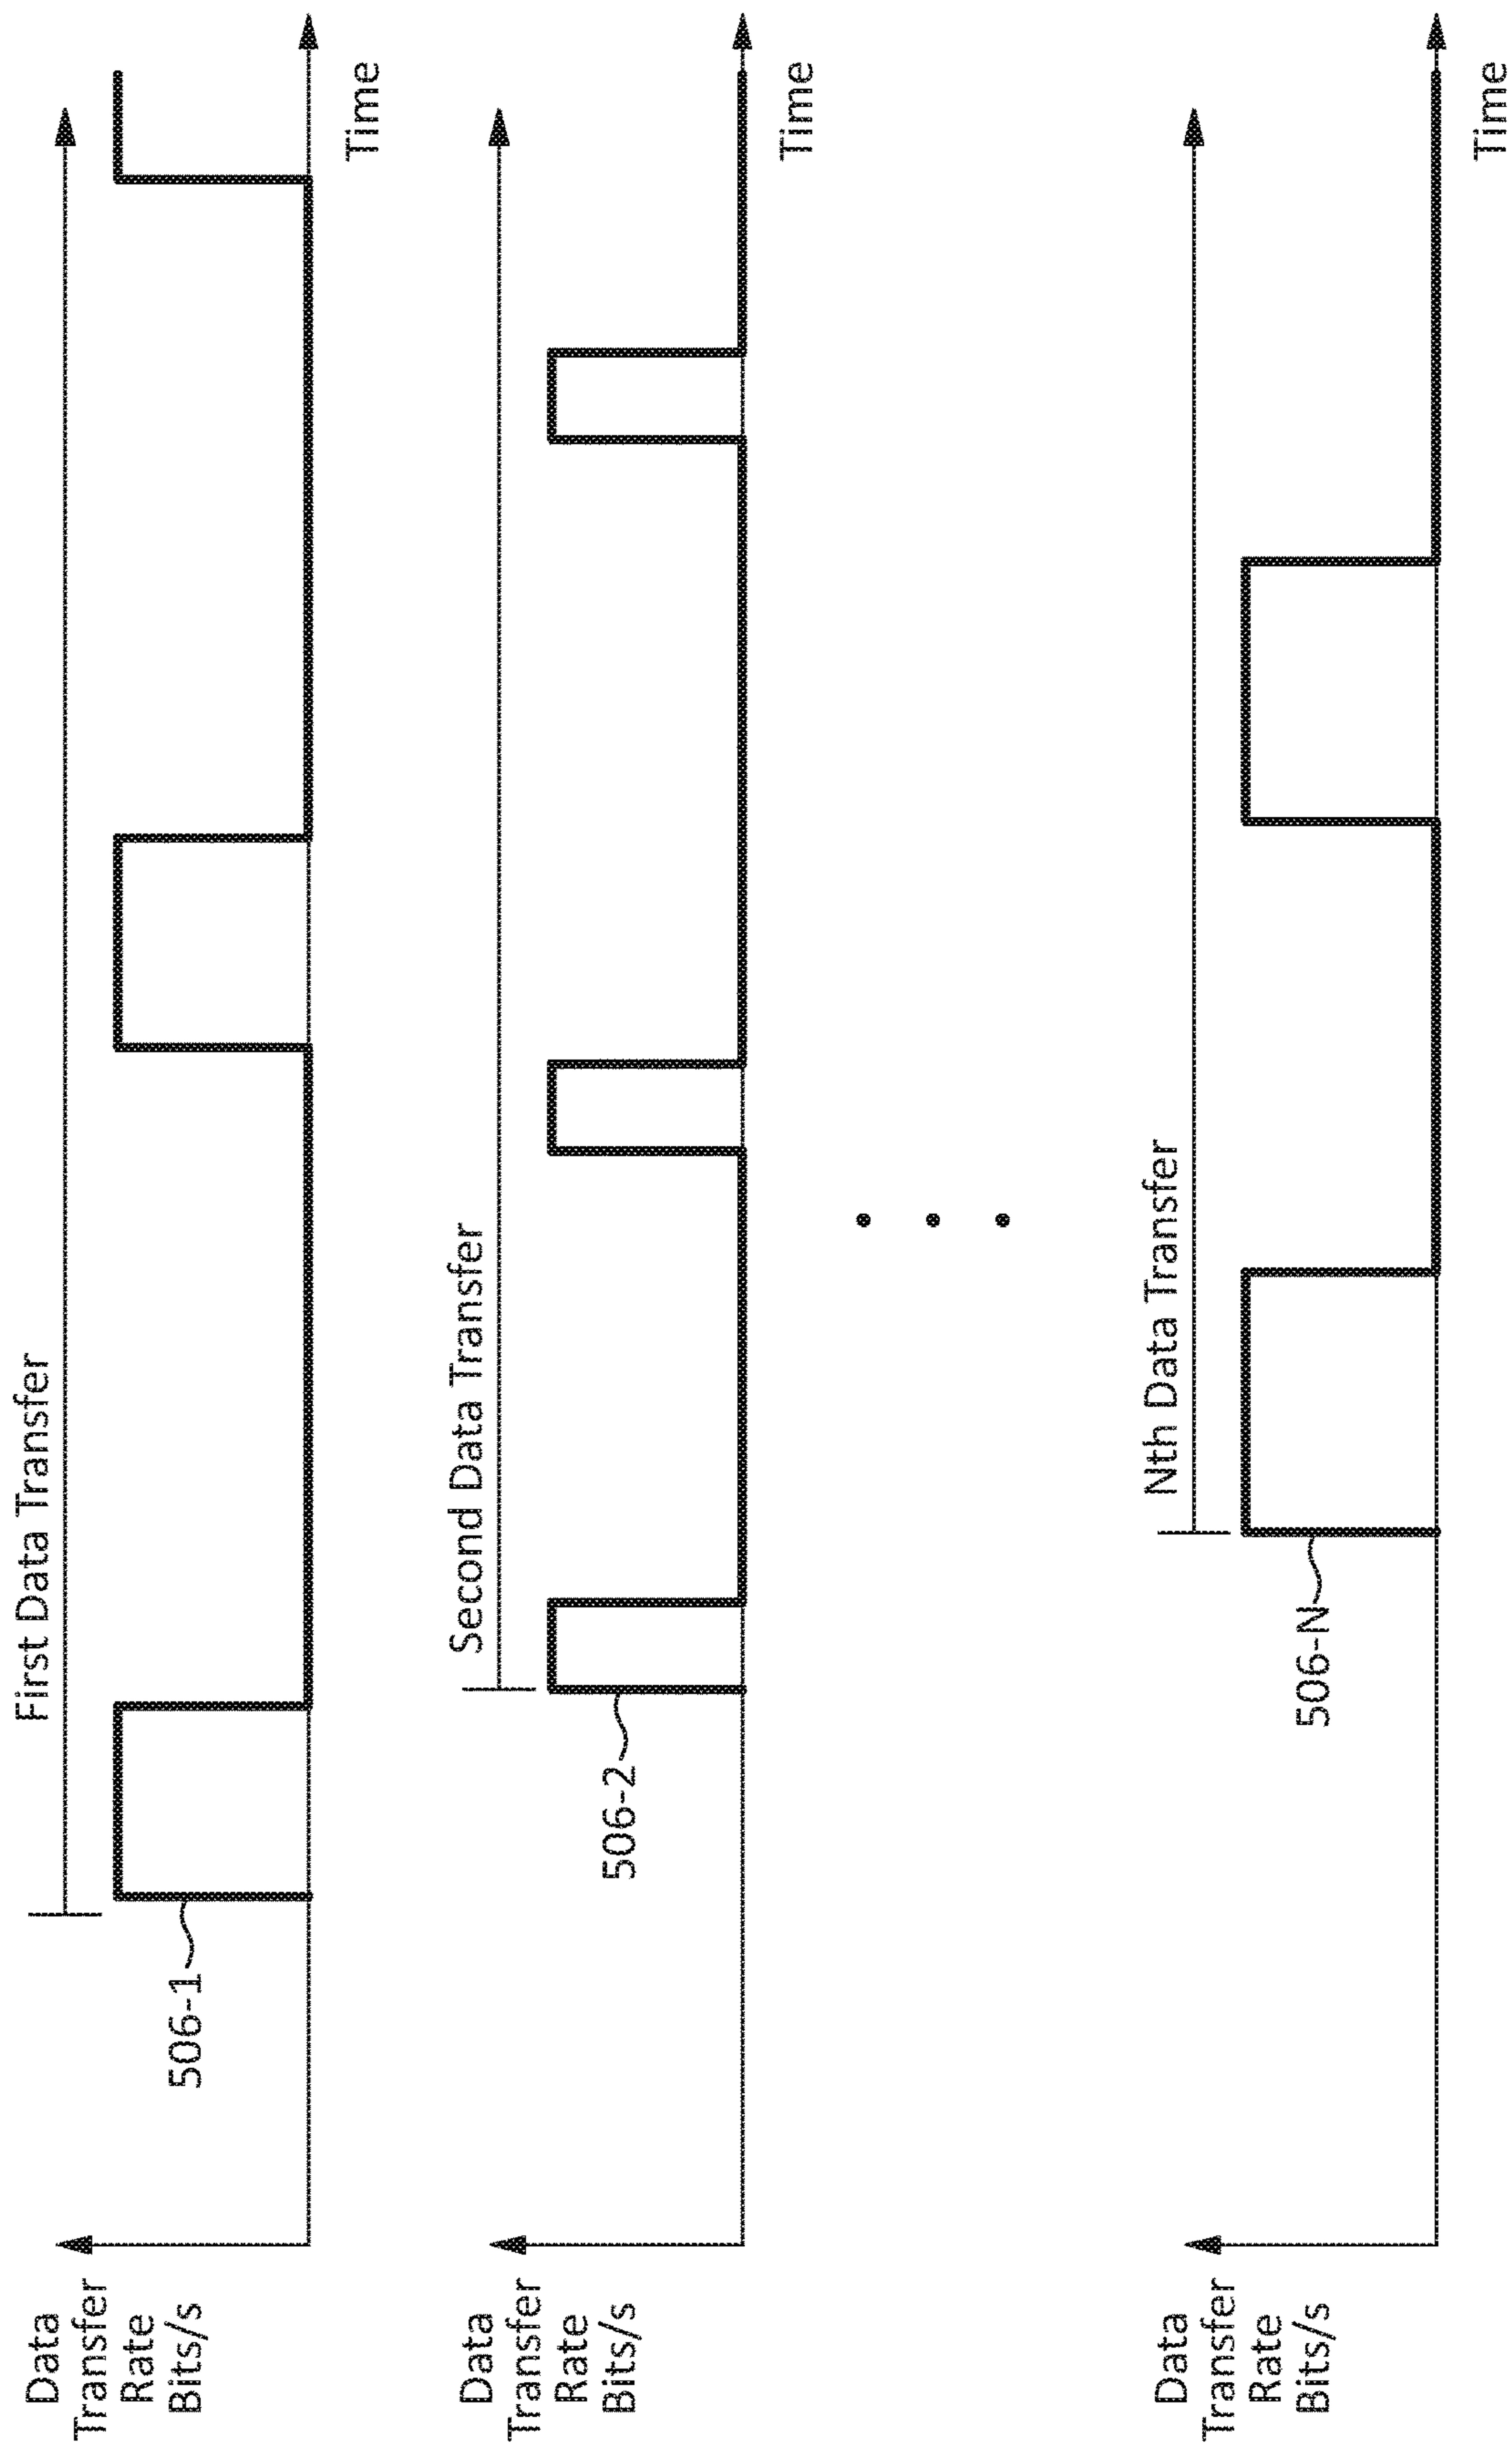 First Data Transfer
Data
Transfer
Rate
Bits/s
506-1
Time
Second Data Transfer
Data
Transfer
Rate
Bits/s
506-2
Time
Nth Data Transfer
Data
Transfer
Rate
Bits/s
506-N
Time